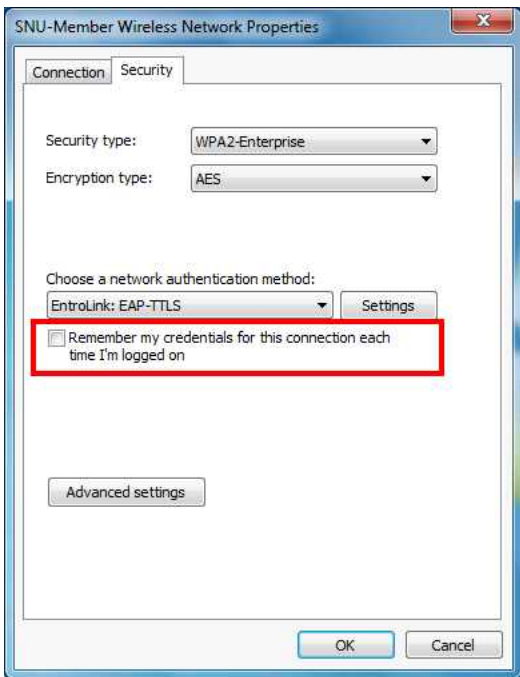 SNU-Member Wireless Network Properties
Connection Security
Security type: WPA2-Enterprise
Encryption type: AES
Choose a network authentication method:
EntroLink: EAP-TTLS Settings
Remember my credentials for this connection each
time I'm logged on
Advanced settings
OK Cancel